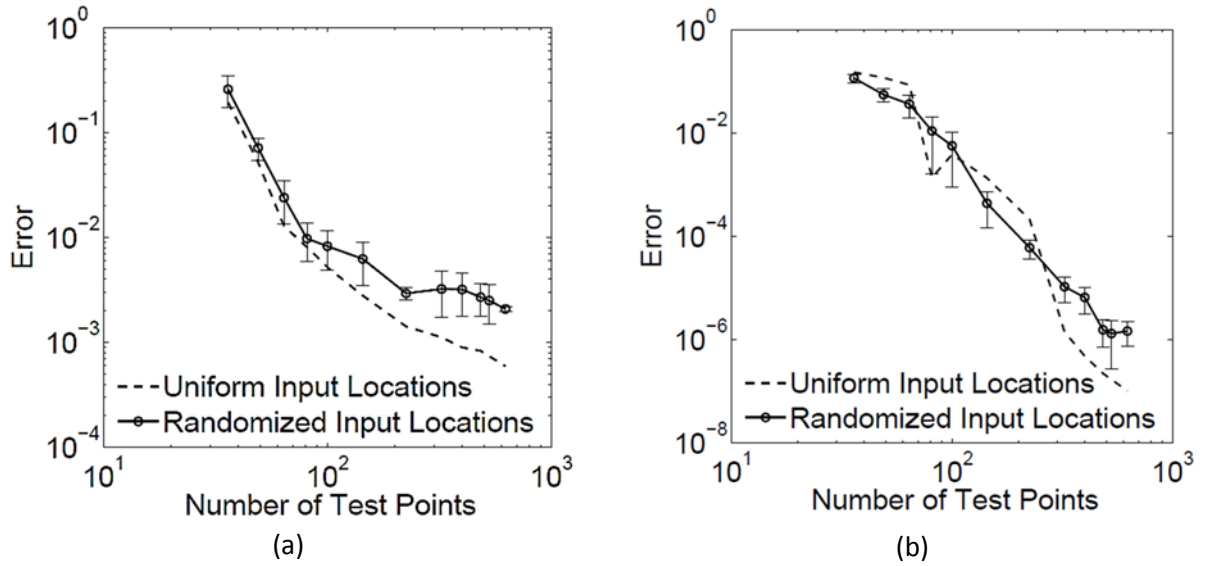 10^0
10^-1
10^-2
10^-3
10^-4
Error
Uniform Input Locations
Randomized Input Locations
10^1
10^2
10^3
Number of Test Points
(a)
10^0
10^-2
10^-4
10^-6
10^-8
Error
Uniform Input Locations
Randomized Input Locations
10^1
10^2
10^3
Number of Test Points
(b)